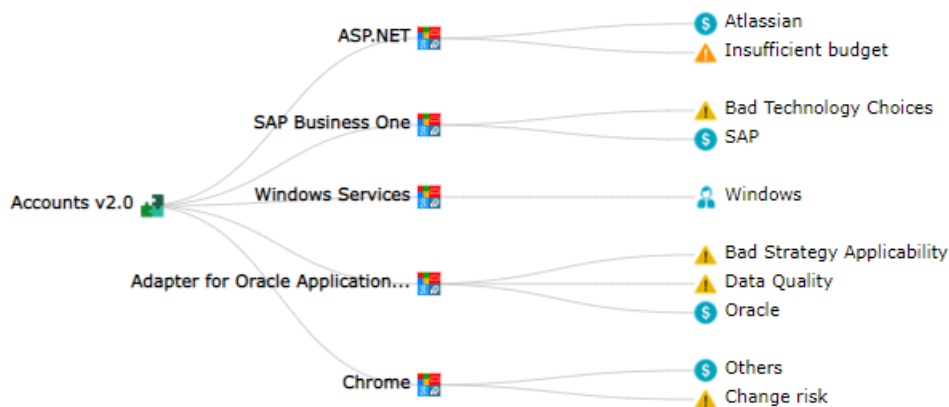 ASP.NET
Atlassian
Insufficient budget
SAP Business One
Bad Technology Choices
SAP
Accounts v2.0
Windows Services
Windows
Adapter for Oracle Application...
Bad Strategy Applicability
Data Quality
Oracle
Chrome
Others
Change risk